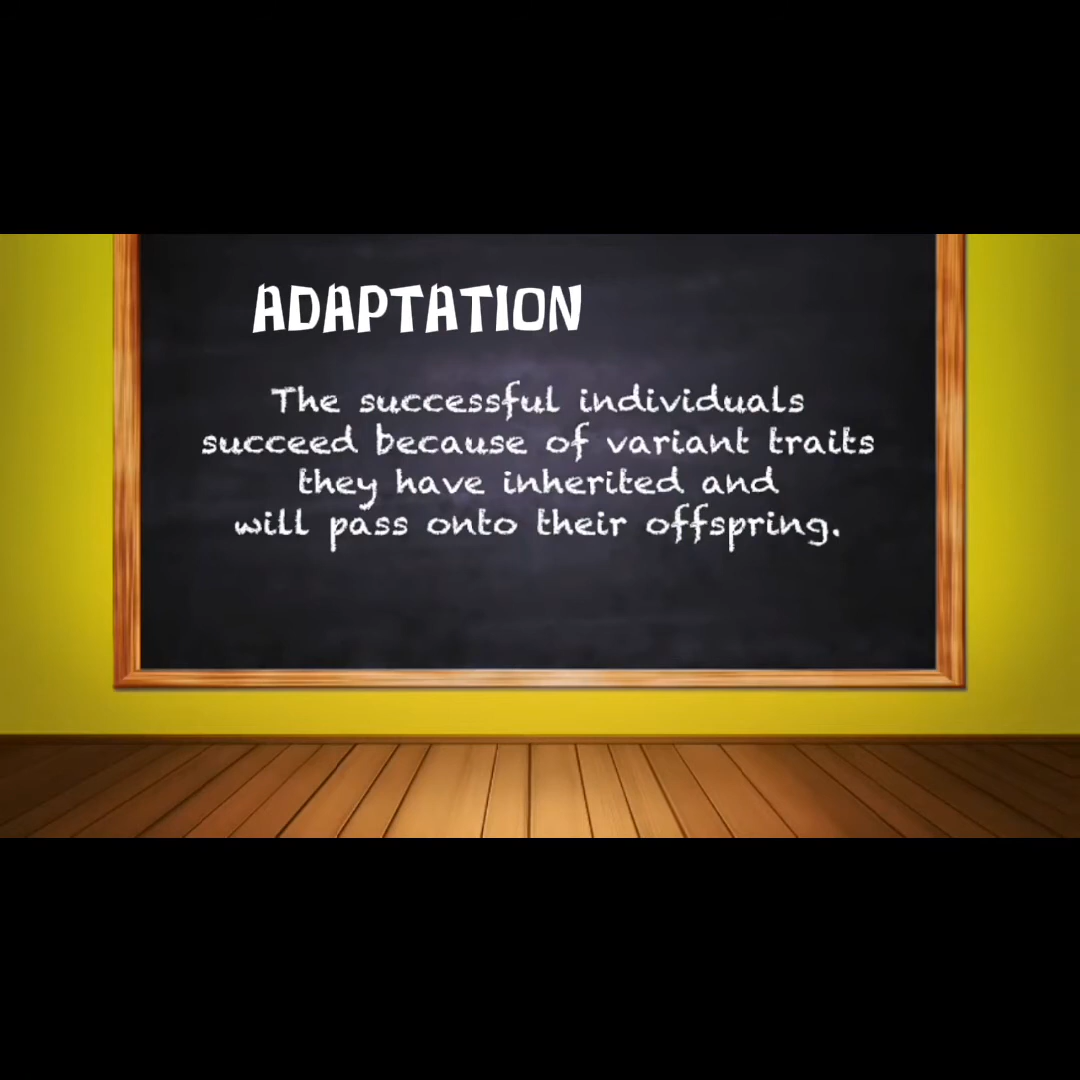 ADAPTATION
The successful individuals
succeed because of variant traits
they have inherited and
will pass onto their offspring.